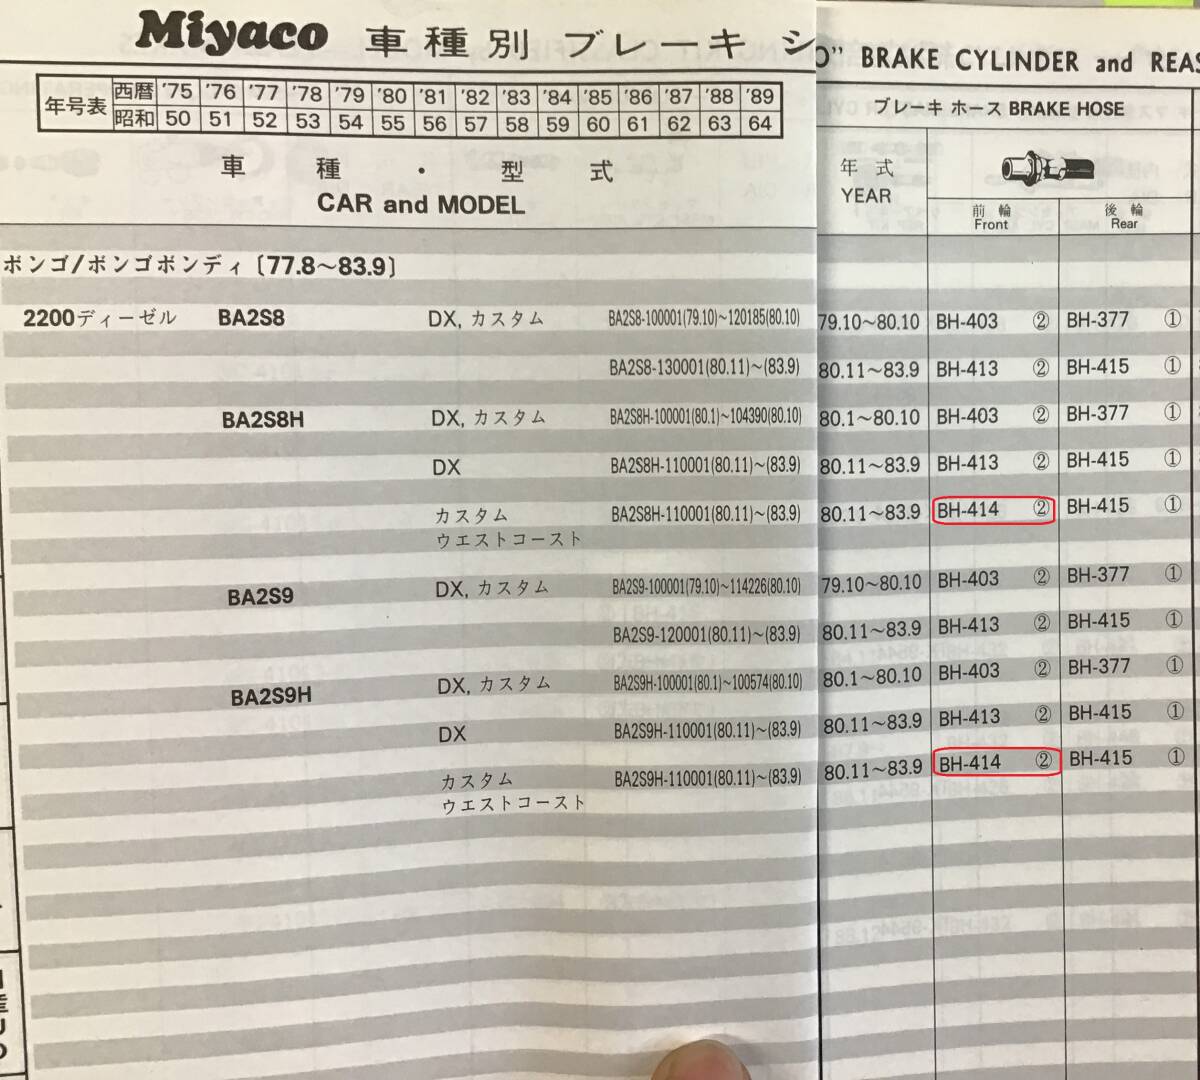 Miyaco 車種別 ブレーキ シ
年号表 西暦 '75 '76 '77 '78 '79 '80 '81 '82 '83 '84 '85 '86 '87 '88 '89
昭和 50 51 52 53 54 55 56 57 58 59 60 61 62 63 64
車種・型式
CAR and MODEL
O" BRAKE CYLINDER and REAS
ブレーキ ホース BRAKE HOSE
年式
YEAR
前輪 後輪
Front Rear
ボンゴ/ボンゴボンディ〔77.8〜83.9〕
2200ディーゼル BA2S8 DX, カスタム BA2S8-100001(79.10)〜120185(80.10) 79.10〜80.10 BH-403 ② BH-377 ①
BA2S8-130001(80.11)〜(83.9) 80.11〜83.9 BH-413 ② BH-415 ①
BA2S8H DX, カスタム BA2S8H-100001(80.1)〜104390(80.10) 80.1〜80.10 BH-403 ② BH-377 ①
DX BA2S8H-110001(80.11)〜(83.9) 80.11〜83.9 BH-413 ② BH-415 ①
カスタム BA2S8H-110001(80.11)〜(83.9) 80.11〜83.9 BH-414 ② BH-415 ①
ウエストコースト
BA2S9 DX, カスタム BA2S9-100001(79.10)〜114226(80.10) 79.10〜80.10 BH-403 ② BH-377 ①
BA2S9-120001(80.11)〜(83.9) 80.11〜83.9 BH-413 ② BH-415 ①
BA2S9H DX, カスタム BA2S9H-100001(80.1)〜100574(80.10) 80.1〜80.10 BH-403 ② BH-377 ①
DX BA2S9H-110001(80.11)〜(83.9) 80.11〜83.9 BH-413 ② BH-415 ①
カスタム BA2S9H-110001(80.11)〜(83.9) 80.11〜83.9 BH-414 ② BH-415 ①
ウエストコースト